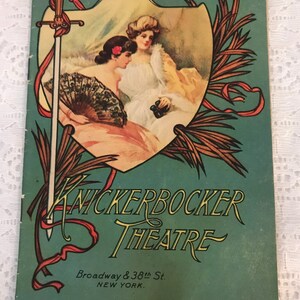 KNICKERBOCKER
THEATRE
Broadway & 38th St.
NEW YORK.